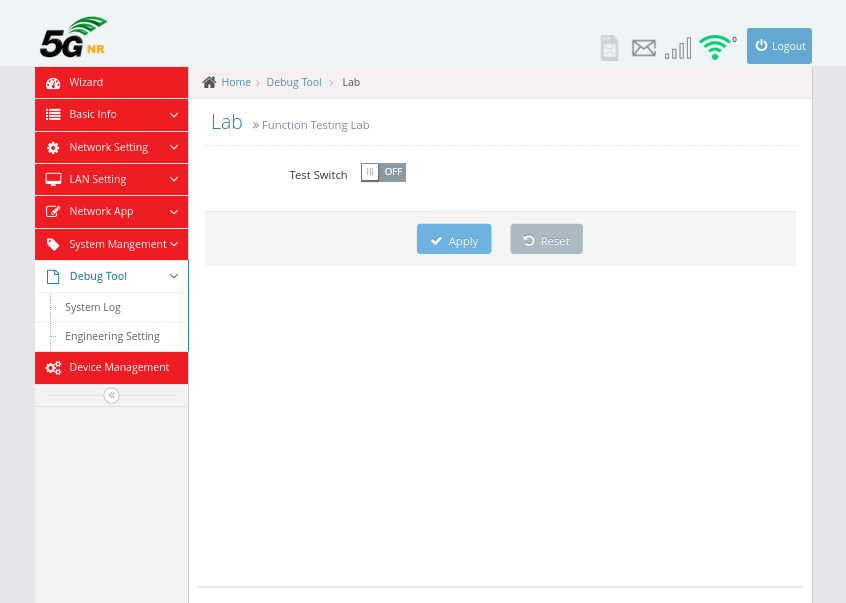 5G NR
0
Logout
Wizard
Basic Info
Network Setting
LAN Setting
Network App
System Mangement
Debug Tool
System Log
Engineering Setting
Device Management
Home > Debug Tool > Lab
Lab » Function Testing Lab
Test Switch OFF
Apply Reset